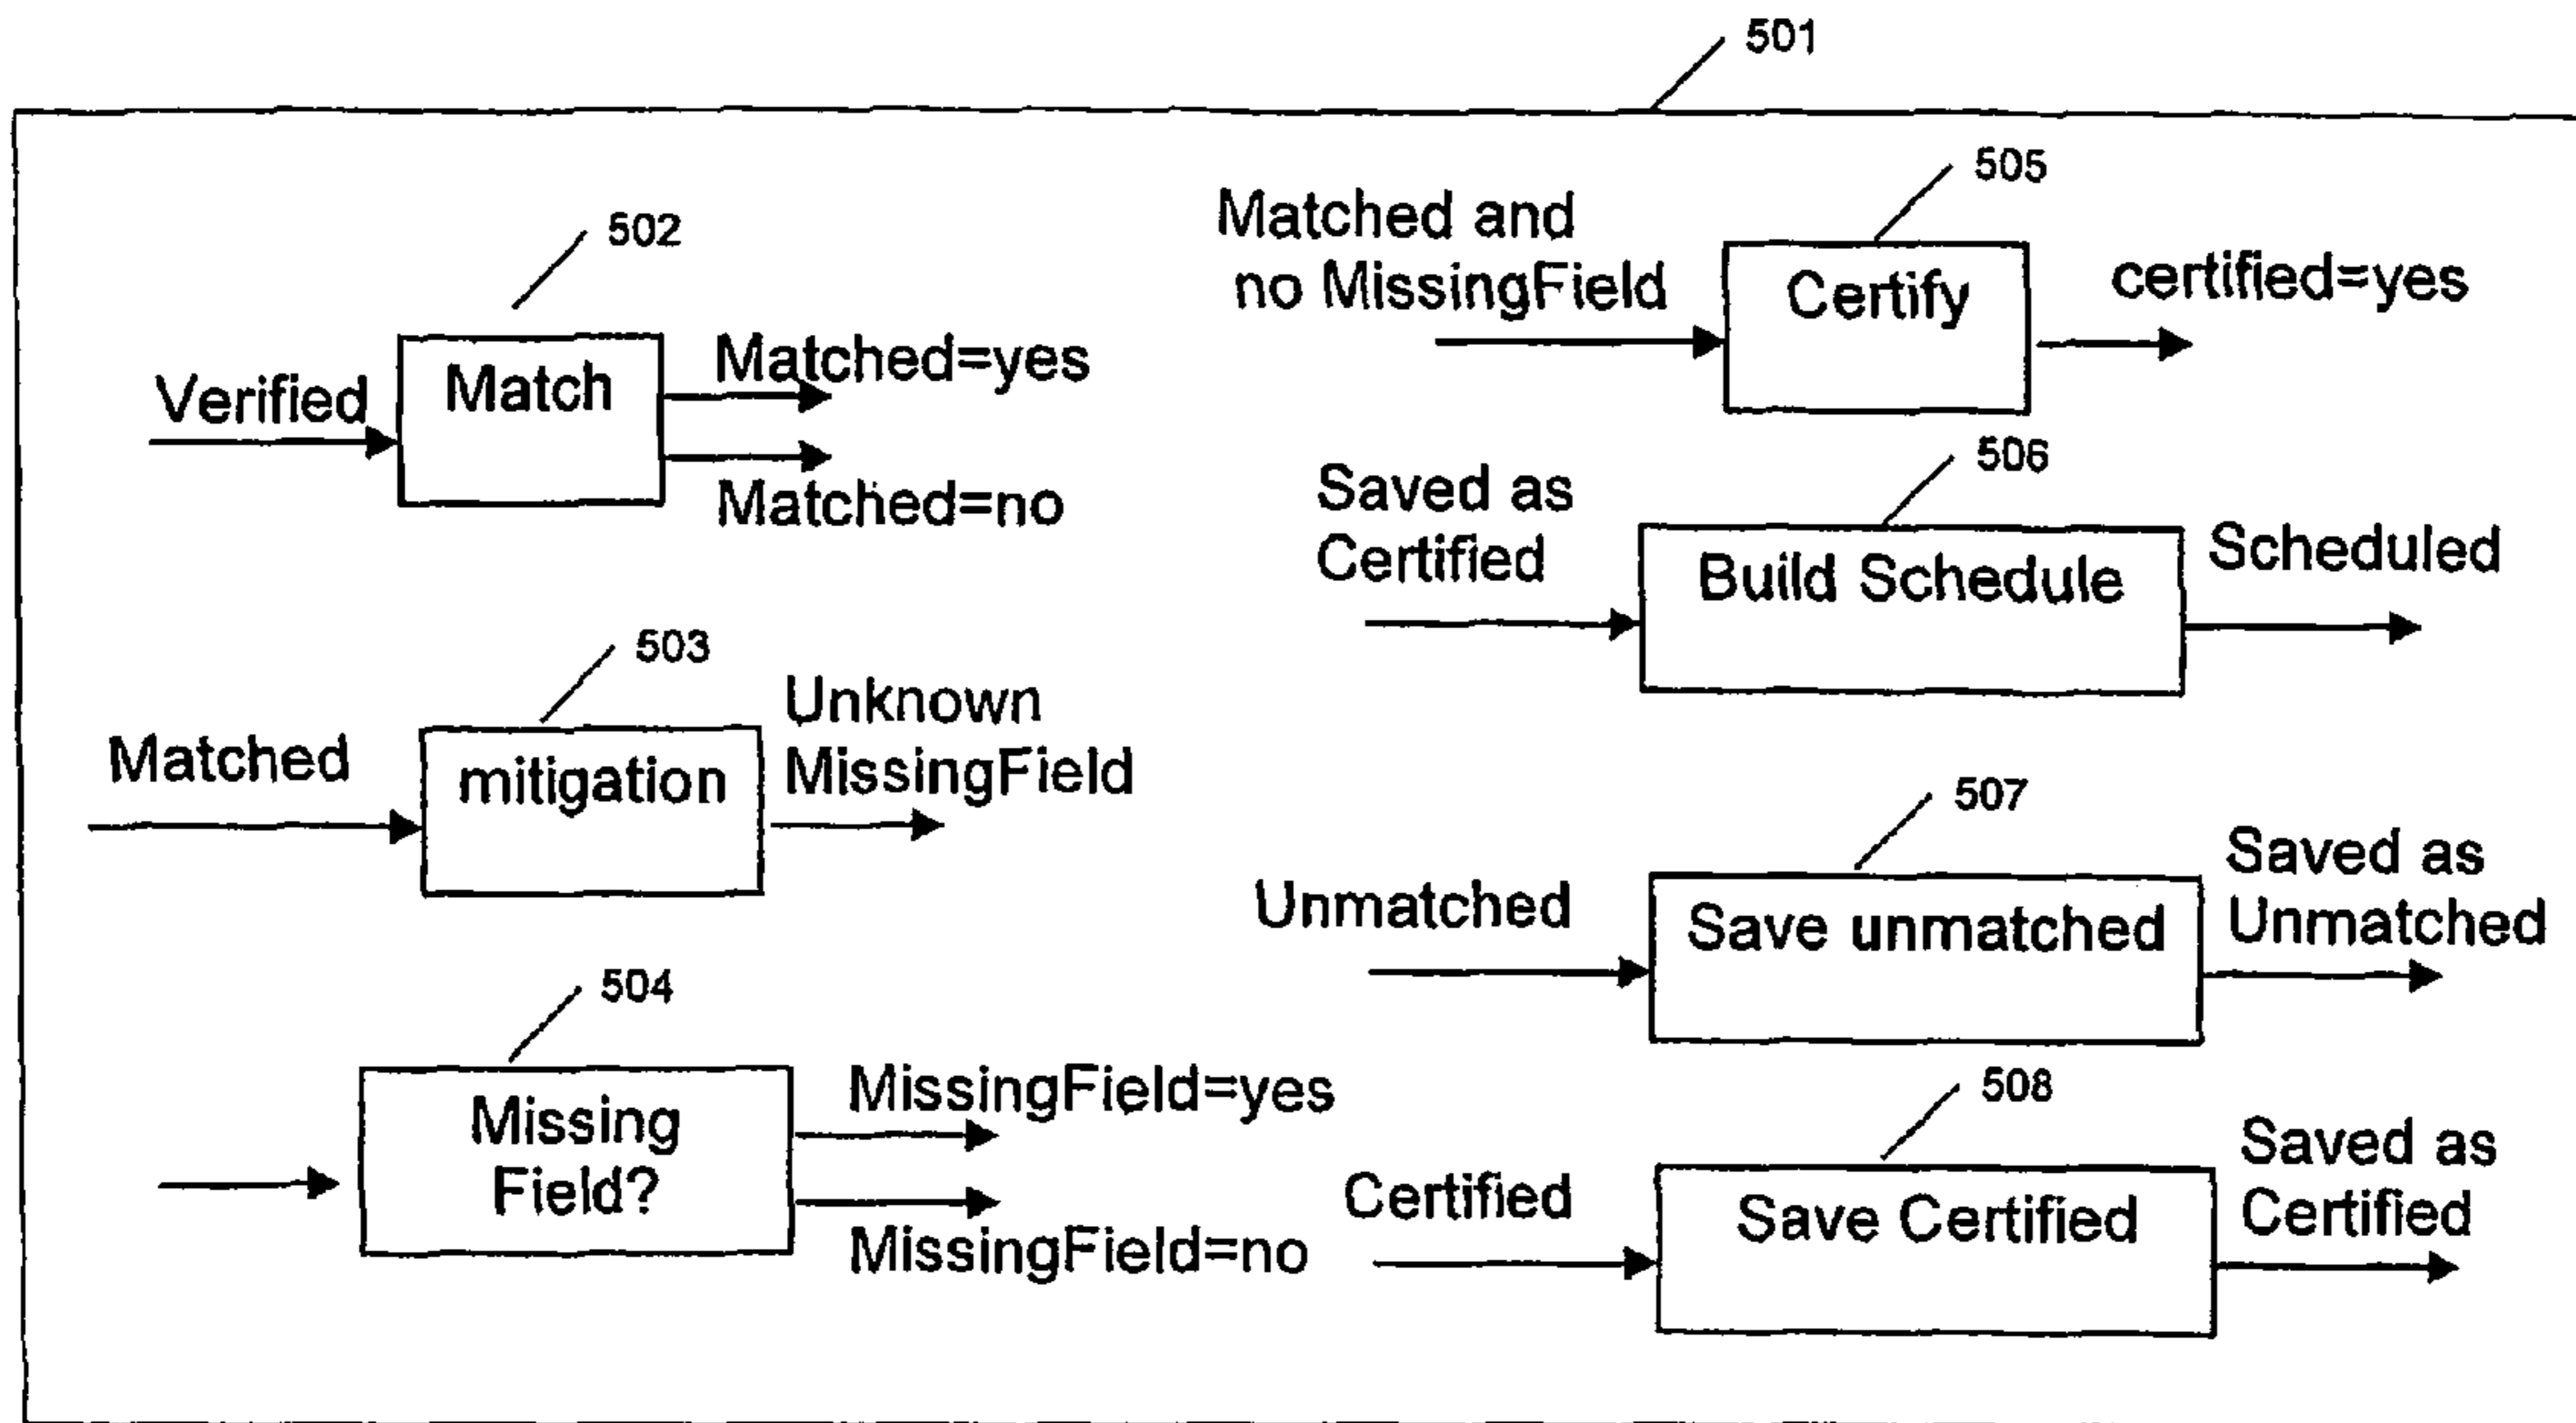 501
502
Verified
Match
Matched=yes
Matched=no
503
Matched
mitigation
Unknown
MissingField
504
Missing
Field?
MissingField=yes
MissingField=no
505
Matched and
no MissingField
Certify
certified=yes
506
Saved as
Certified
Build Schedule
Scheduled
507
Unmatched
Save unmatched
Saved as
Unmatched
508
Certified
Save Certified
Saved as
Certified